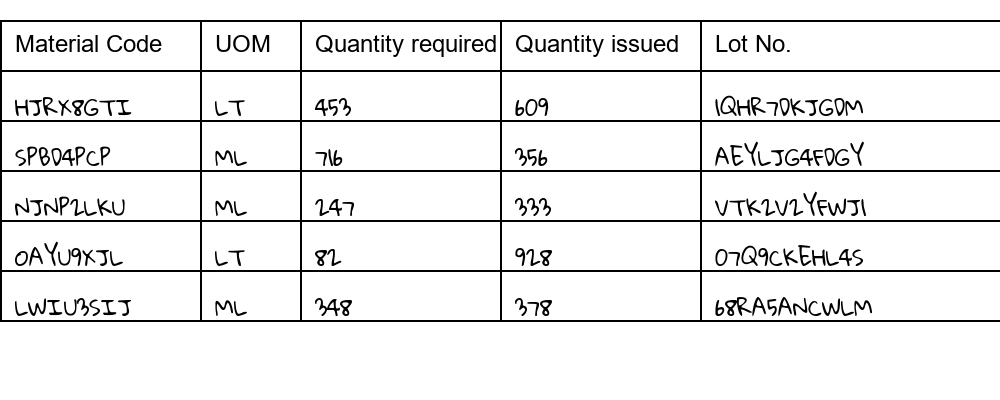 Material Code UOM Quantity required Quantity issued Lot No.
HJRX8GTI LT 453 609 1QHR7DKJGDM
SPBD4PCP ML 716 356 AEYLJG4FDGY
NJNP2LKU ML 247 333 VTK2V2YFWJ1
OAYU9XJL LT 82 928 O7Q9CKEHL4S
LWIU3SIJ ML 348 378 68RA5ANCWLM